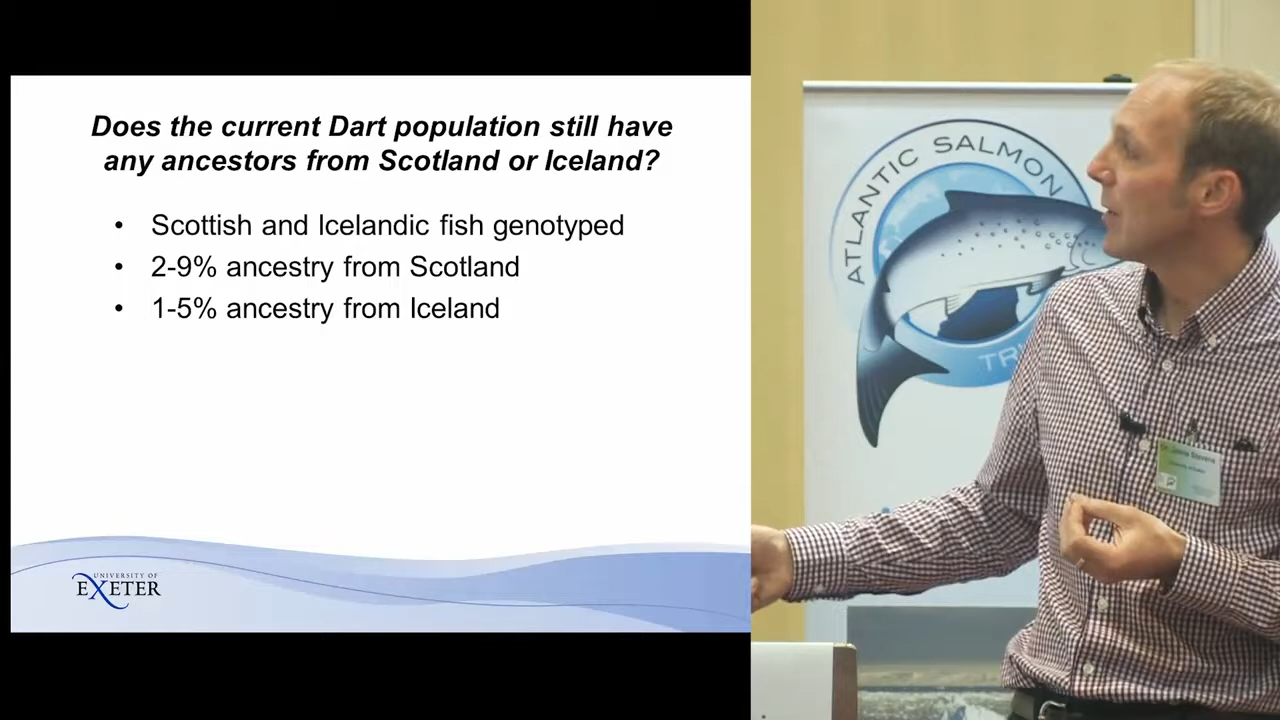 Does the current Dart population still have
any ancestors from Scotland or Iceland?
• Scottish and Icelandic fish genotyped
• 2-9% ancestry from Scotland
• 1-5% ancestry from Iceland
UNIVERSITY OF
EXETER
ATLANTIC SALMON
Stevens